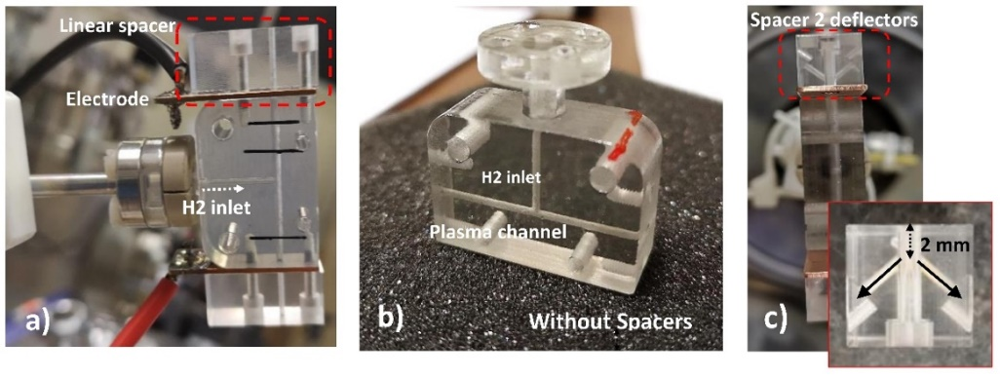 Linear spacer
Electrode
H2 inlet
a)
H2 inlet
Plasma channel
b)
Without Spacers
Spacer 2 deflectors
2 mm
c)